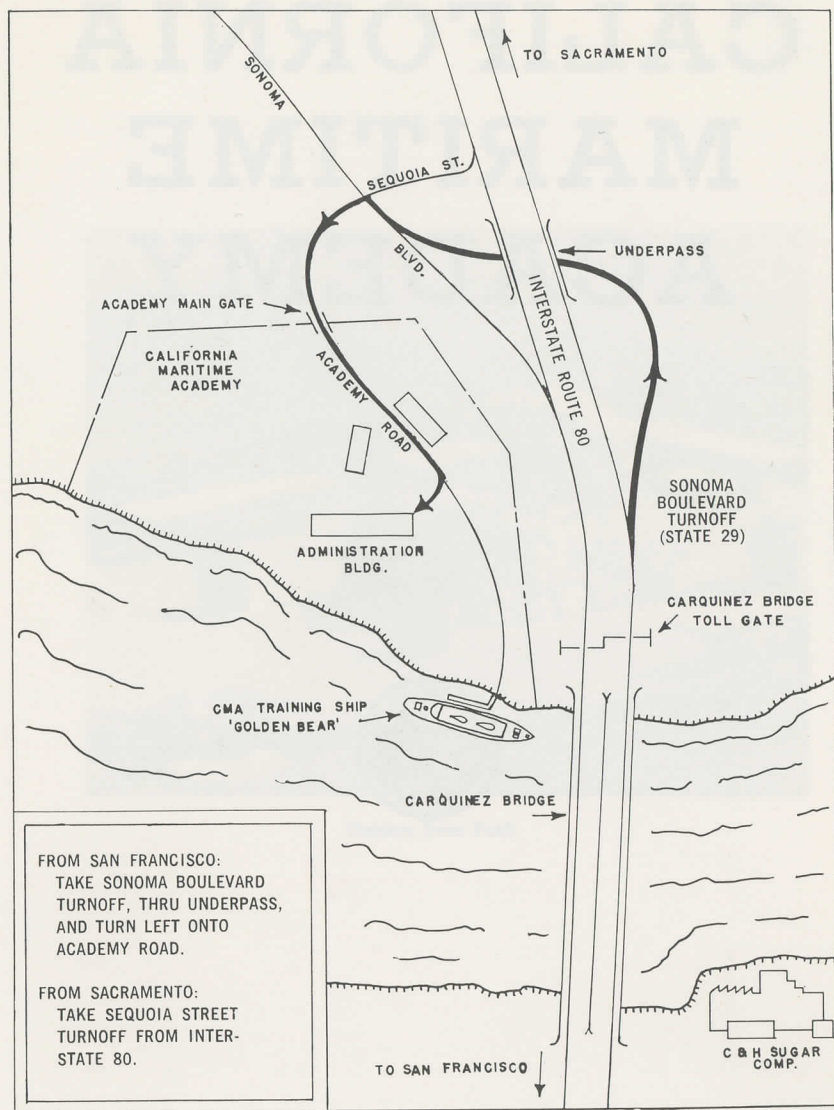 CALIFORNIA
MARITIME
ACADEMY
TO SACRAMENTO
SONOMA
SEQUOIA ST.
BLVD.
UNDERPASS
INTERSTATE ROUTE 80
ACADEMY MAIN GATE
CALIFORNIA
MARITIME
ACADEMY
ACADEMY
ROAD
SONOMA
BOULEVARD
TURNOFF
(STATE 29)
ADMINISTRATION
BLDG.
CARQUINEZ BRIDGE
TOLL GATE
CMA TRAINING SHIP
'GOLDEN BEAR'
CARQUINEZ BRIDGE
FROM SAN FRANCISCO:
TAKE SONOMA BOULEVARD
TURNOFF, THRU UNDERPASS,
AND TURN LEFT ONTO
ACADEMY ROAD.
FROM SACRAMENTO:
TAKE SEQUOIA STREET
TURNOFF FROM INTER-
STATE 80.
TO SAN FRANCISCO
C & H SUGAR
COMP.